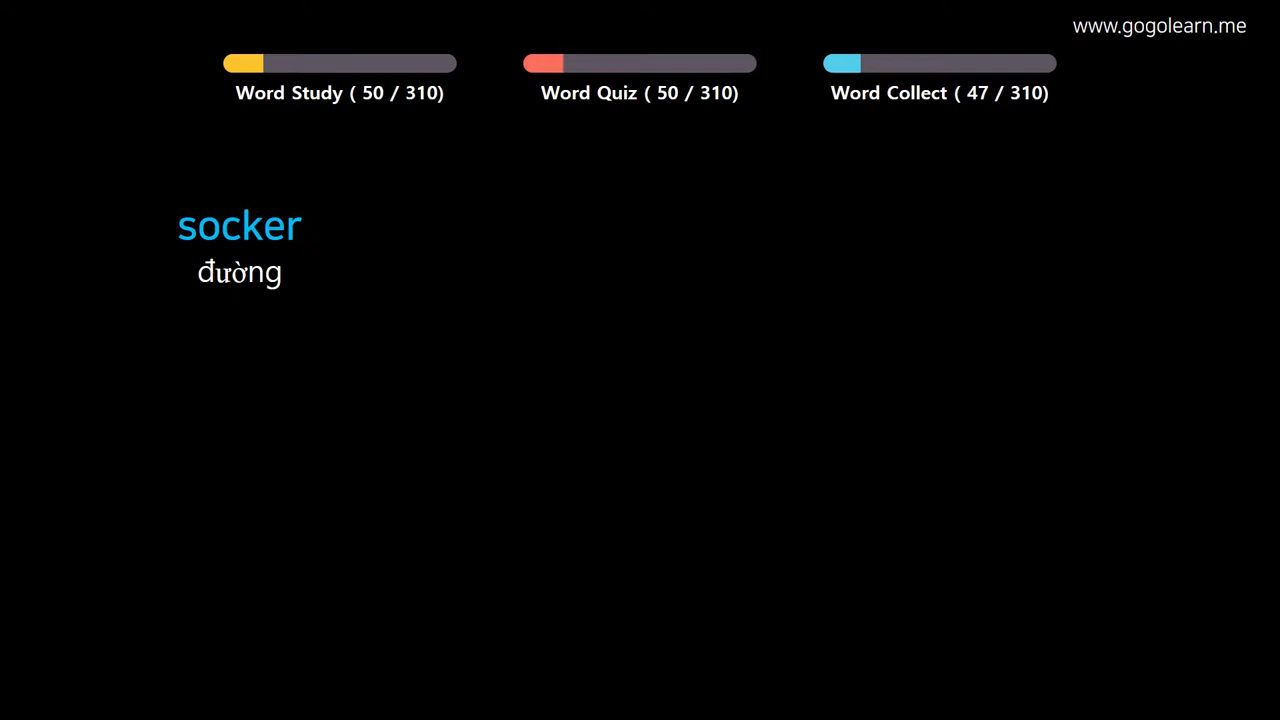 www.gogolearn.me
Word Study ( 50 / 310)
Word Quiz ( 50 / 310)
Word Collect ( 47 / 310)
socker
đường